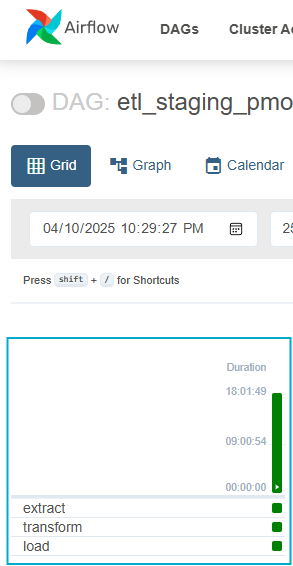 Airflow DAGs Cluster Ac
DAG: etl_staging_pmo
Grid Graph Calendar
04/10/2025 10:29:27 PM 25
Press shift + / for Shortcuts
Duration
18:01:49
09:00:54
00:00:00
extract
transform
load